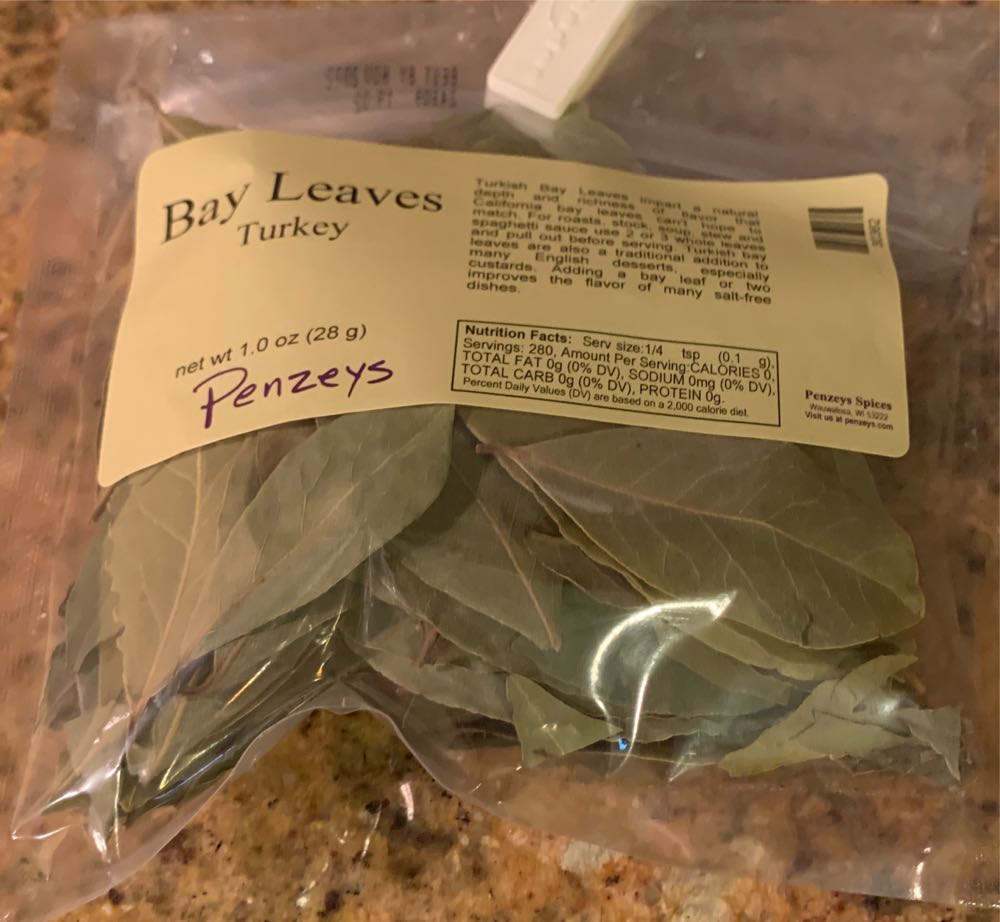 Bay Leaves
Turkey
net wt 1.0 oz (28 g)
Penzeys
Turkish Bay Leaves impart a natural
depth and richness of flavor that
California bay leaves can't hope to
match. For roasts, stock, soup, stew and
spaghetti sauce use 2 or 3 whole leaves
and pull out before serving. Turkish bay
leaves are also a traditional addition to
many English desserts, especially
custards. Adding a bay leaf or two
improves the flavor of many salt-free
dishes.
Nutrition Facts: Serv size:1/4 tsp (0.1 g),
Servings: 280, Amount Per Serving:CALORIES 0,
TOTAL FAT 0g (0% DV), SODIUM 0mg (0% DV),
TOTAL CARB 0g (0% DV), PROTEIN 0g.
Percent Daily Values (DV) are based on a 2,000 calorie diet.
Penzeys Spices
Wauwatosa, WI 53222
Visit us at penzeys.com